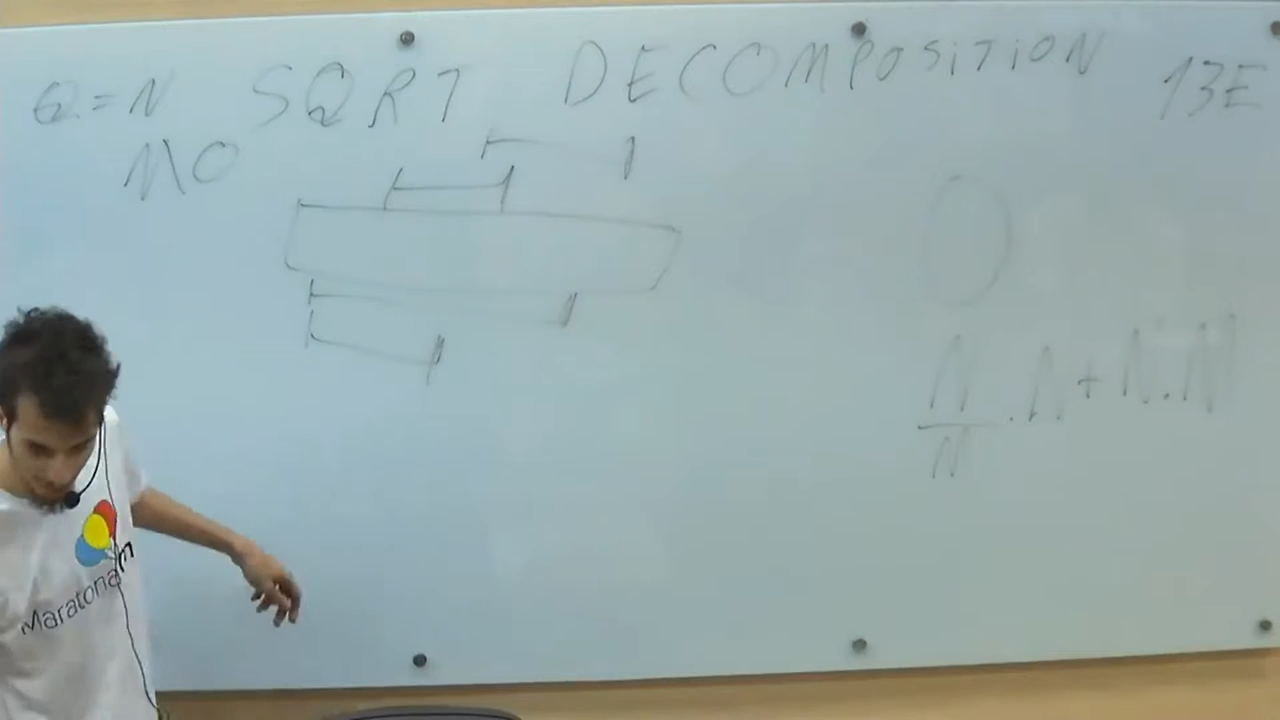 Q=N SQRT DECOMPOSITION 13E
MO
O
N/N . N + N.N
Maratona